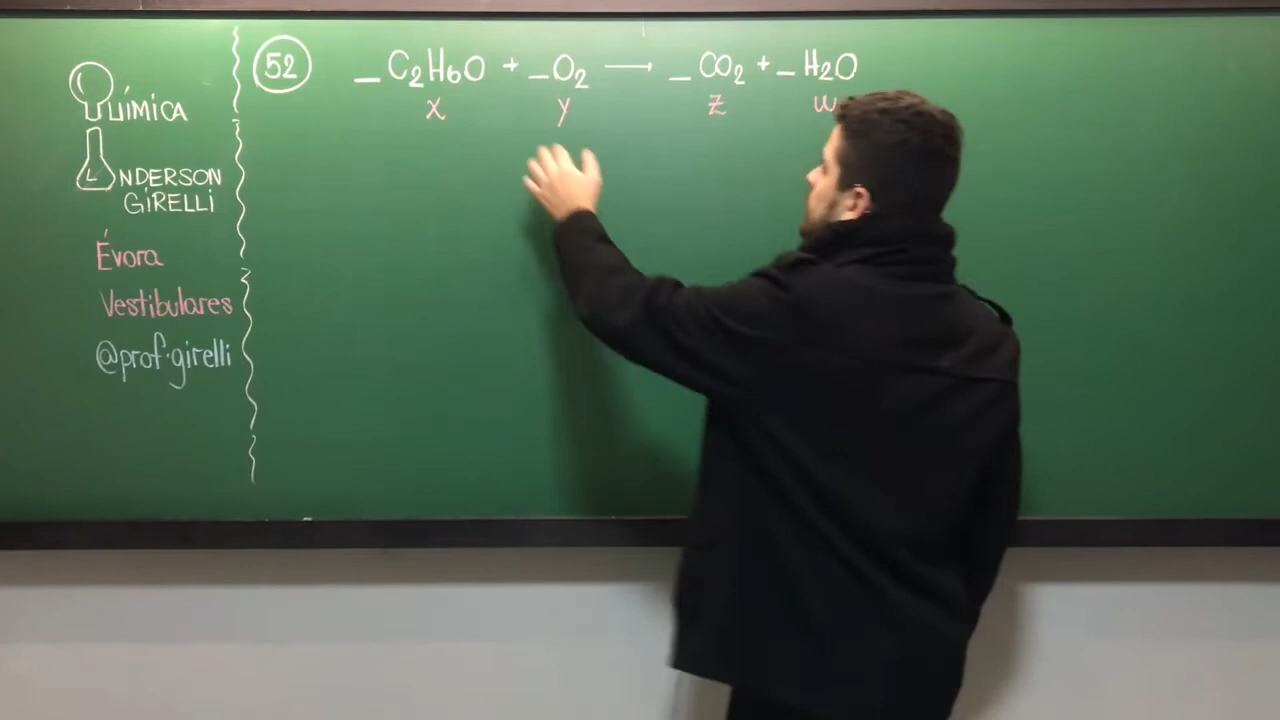 QUÍMICA
ANDERSON
GIRELLI
Évora
Vestibulares
@prof.girelli
52 _ C2H6O + _ O2 → _ CO2 + _ H2O
x y z w